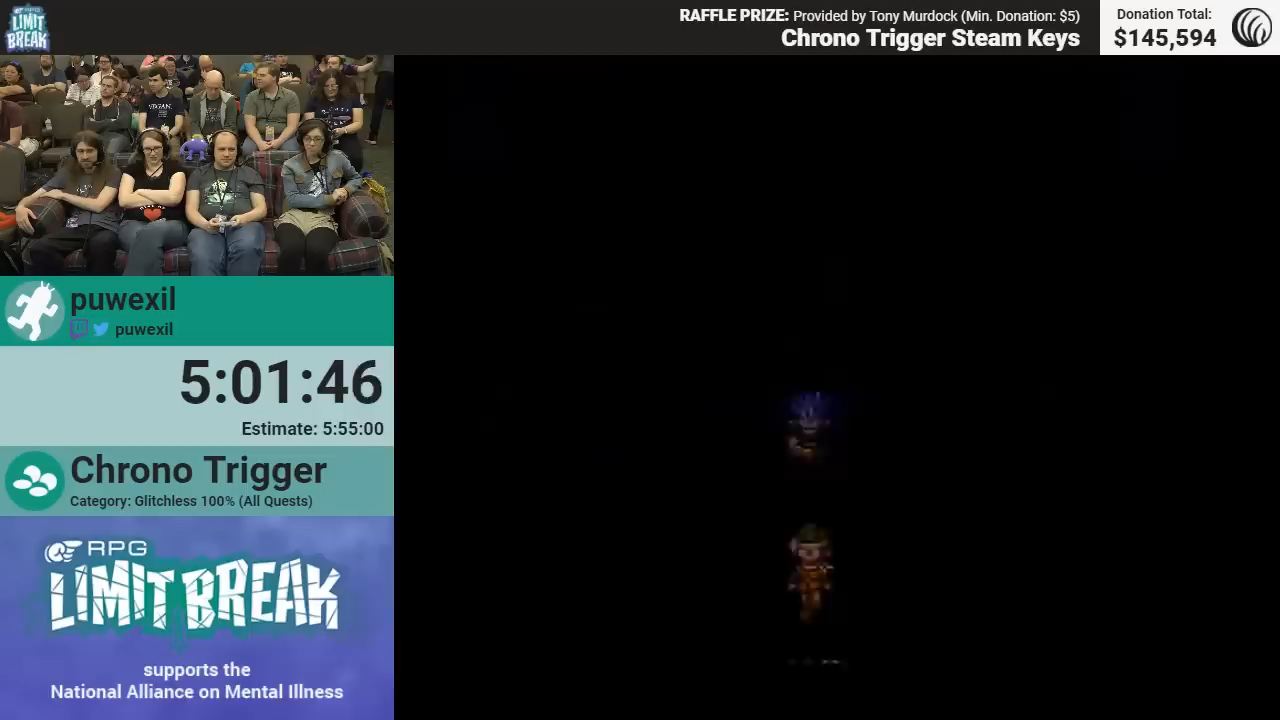 RPG
LIMIT
BREAK
RAFFLE PRIZE: Provided by Tony Murdock (Min. Donation: $5)
Chrono Trigger Steam Keys
Donation Total:
$145,594
puwexil
puwexil
5:01:46
Estimate: 5:55:00
Chrono Trigger
Category: Glitchless 100% (All Quests)
RPG
LIMIT BREAK
supports the
National Alliance on Mental Illness